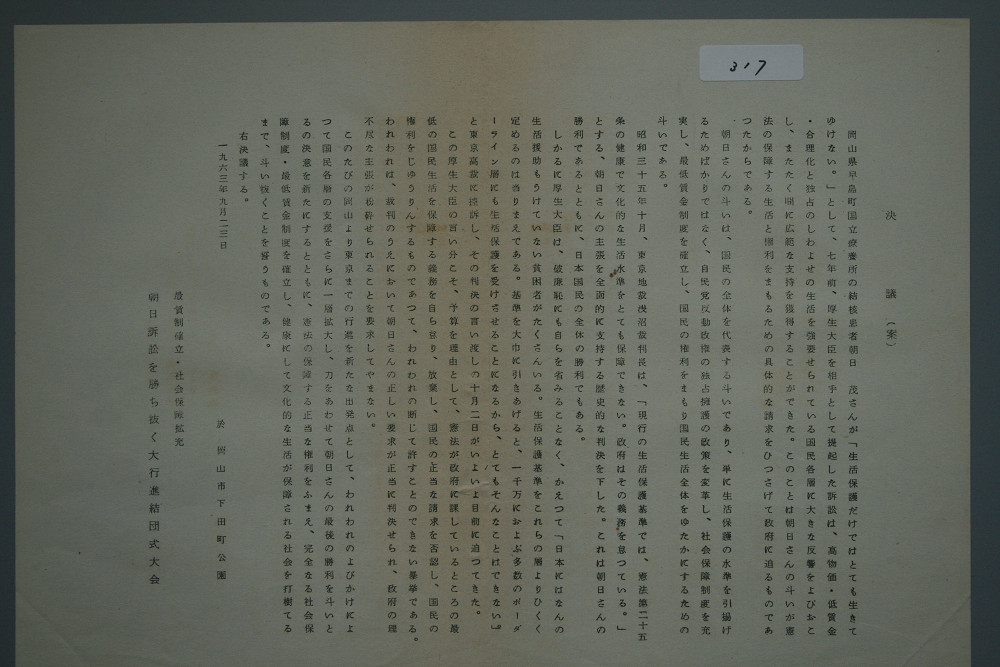 317
決議（案）
岡山県早島町国立療養所の結核患者朝日　茂さんが「生活保護だけではとても生きて
ゆけない。」として、七年前、厚生大臣を相手として提起した訴訟は、高物価・低賃金
・合理化と独占のしわよせの生活を強要せられている国民各層に大きな反響をよびおこ
し、またたく間に広範な支持を獲得することができた。このことは朝日さんの斗いが憲
法の保障する生活と権利をまもるための具体的な請求をひつさげて政府に迫るものであ
つたからである。
朝日さんの斗いは、国民の全体を代表する斗いであり、単に生活保護の水準を引揚げ
るためばかりではなく、自民党反動政権の独占擁護の政策を変革し、社会保障制度を充
実し、最低賃金制度を確立し、国民の権利をまもり国民生活全体をゆたかにするための
斗いである。
昭和三十五年十月、東京地裁浅沼裁判長は、「現行の生活保護基準では、憲法第二十五
条の健康で文化的な生活水準をとても保障できない。政府はその義務を怠つている。」
とする、朝日さんの主張を全面的に支持する歴史的な判決を下した。これは朝日さんの
勝利であるとともに、日本国民の全体の勝利でもある。
しかるに厚生大臣は、破廉恥にも自らを省みることなく、かえつて「日本にはなんの
生活援助もうけていない貧困者がたくさんいる。生活保護基準をこれらの層よりひくく
定めるのは当りまえである。基準を大巾に引きあげると、一千万におよぶ多数のボーダ
ーライン層にも生活保護を受けさせることになるから、とてもそんなことはできない」
と東京高裁に控訴し、その判決の言い渡しの十月二日がいよいよ目前に迫つてきた。
この厚生大臣の言い分こそ、予算を理由として、憲法が政府に課しているところの最
低の国民生活を保障する義務を自ら怠り、放棄し、国民の正当な請求を否認し、国民の
権利をじゆうりんするものであつて、われわれの断じて許すことのできない暴挙である。
われわれは、裁判のうえにおいて朝日さんの正しい要求が正当に判決せられ、政府の理
不尽な主張が粉砕せられることを要求してやまない。
このたびの岡山より東京までの行進を新たな出発点として、われわれのよびかけによ
つて国民各層の支援をさらに一層拡大し、力をあわせて朝日さんの最後の勝利を斗いと
るの決意を新たにするとともに、憲法の保障する正当な権利をふまえ、完全なる社会保
障制度・最低賃金制度を確立し、健康にして文化的な生活が保障される社会を打樹てる
まで、斗い抜くことを誓うものである。
右決議する。
一九六三年九月二三日
於　岡山市下田町公園
最賃制確立・社会保障拡充
朝日訴訟を勝ち抜く大行進結団式大会